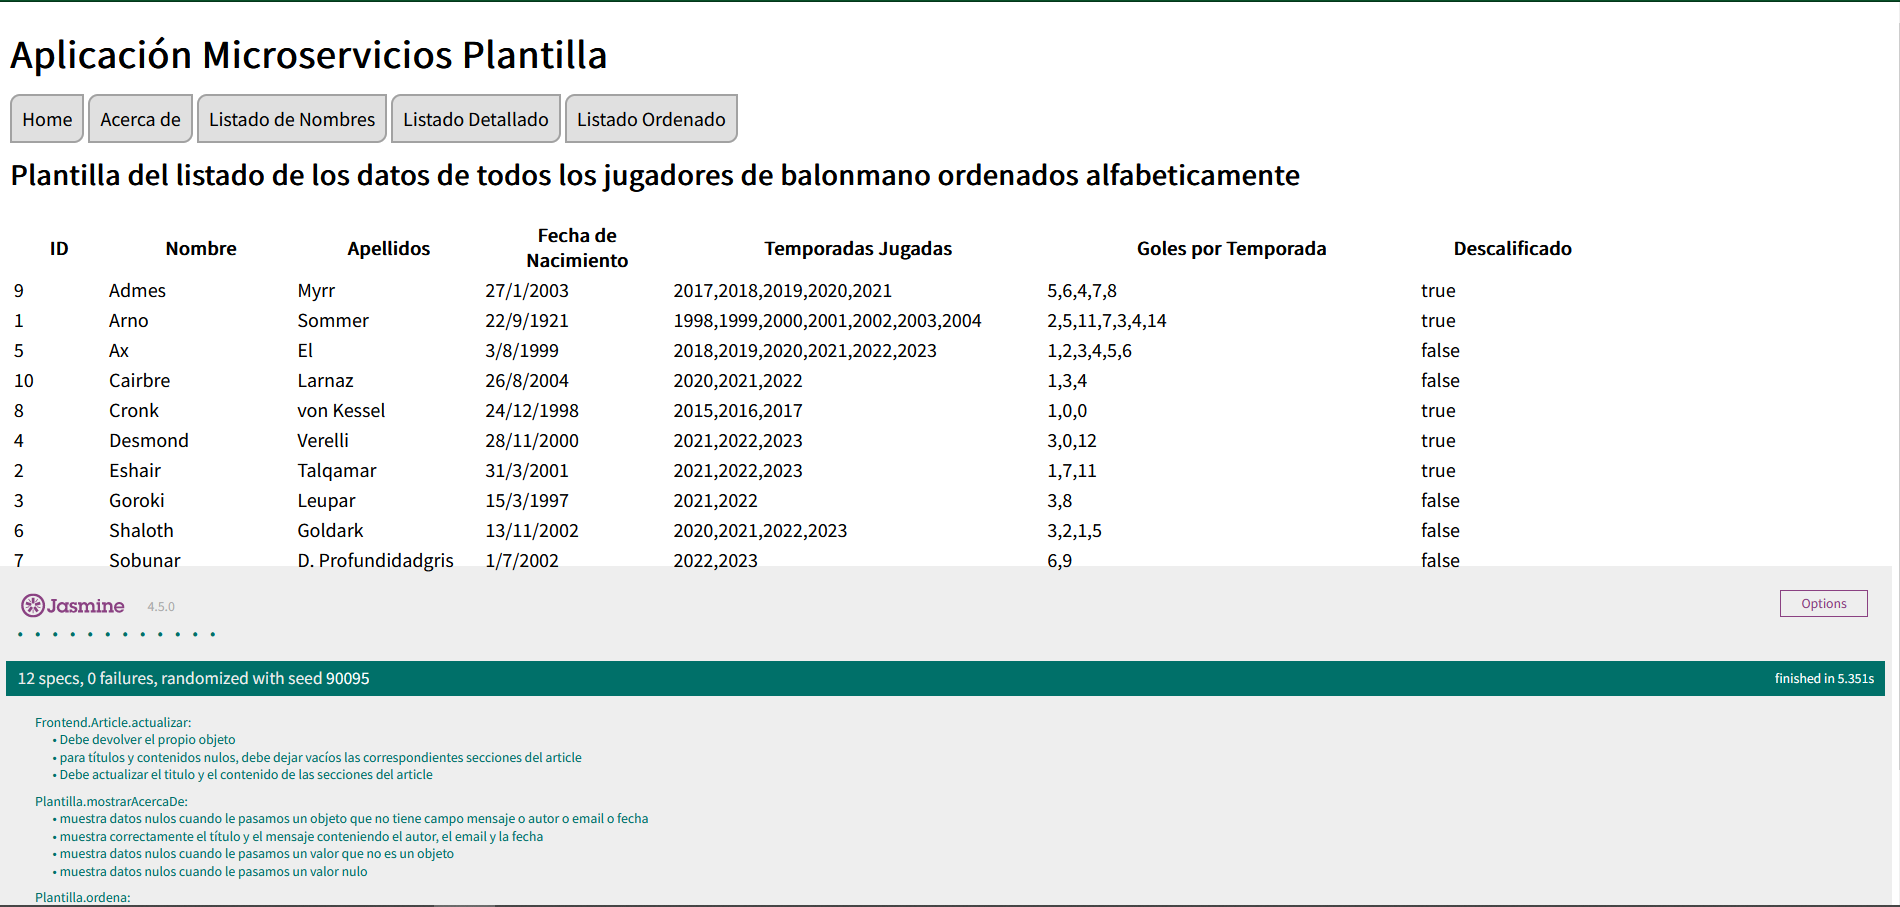 Aplicación Microservicios Plantilla
Home Acerca de Listado de Nombres Listado Detallado Listado Ordenado
Plantilla del listado de los datos de todos los jugadores de balonmano ordenados alfabeticamente
ID Nombre Apellidos Fecha de Nacimiento Temporadas Jugadas Goles por Temporada Descalificado
9 Admes Myrr 27/1/2003 2017,2018,2019,2020,2021 5,6,4,7,8 true
1 Arno Sommer 22/9/1921 1998,1999,2000,2001,2002,2003,2004 2,5,11,7,3,4,14 true
5 Ax El 3/8/1999 2018,2019,2020,2021,2022,2023 1,2,3,4,5,6 false
10 Cairbre Larnaz 26/8/2004 2020,2021,2022 1,3,4 false
8 Cronk von Kessel 24/12/1998 2015,2016,2017 1,0,0 true
4 Desmond Verelli 28/11/2000 2021,2022,2023 3,0,12 true
2 Eshair Talqamar 31/3/2001 2021,2022,2023 1,7,11 true
3 Goroki Leupar 15/3/1997 2021,2022 3,8 false
6 Shaloth Goldark 13/11/2002 2020,2021,2022,2023 3,2,1,5 false
7 Sobunar D. Profundidadgris 1/7/2002 2022,2023 6,9 false
Jasmine 4.5.0 Options
12 specs, 0 failures, randomized with seed 90095 finished in 5.351s
Frontend.Article.actualizar:
• Debe devolver el propio objeto
• para títulos y contenidos nulos, debe dejar vacíos las correspondientes secciones del article
• Debe actualizar el titulo y el contenido de las secciones del article
Plantilla.mostrarAcercaDe:
• muestra datos nulos cuando le pasamos un objeto que no tiene campo mensaje o autor o email o fecha
• muestra correctamente el título y el mensaje conteniendo el autor, el email y la fecha
• muestra datos nulos cuando le pasamos un valor que no es un objeto
• muestra datos nulos cuando le pasamos un valor nulo
Plantilla.ordena: